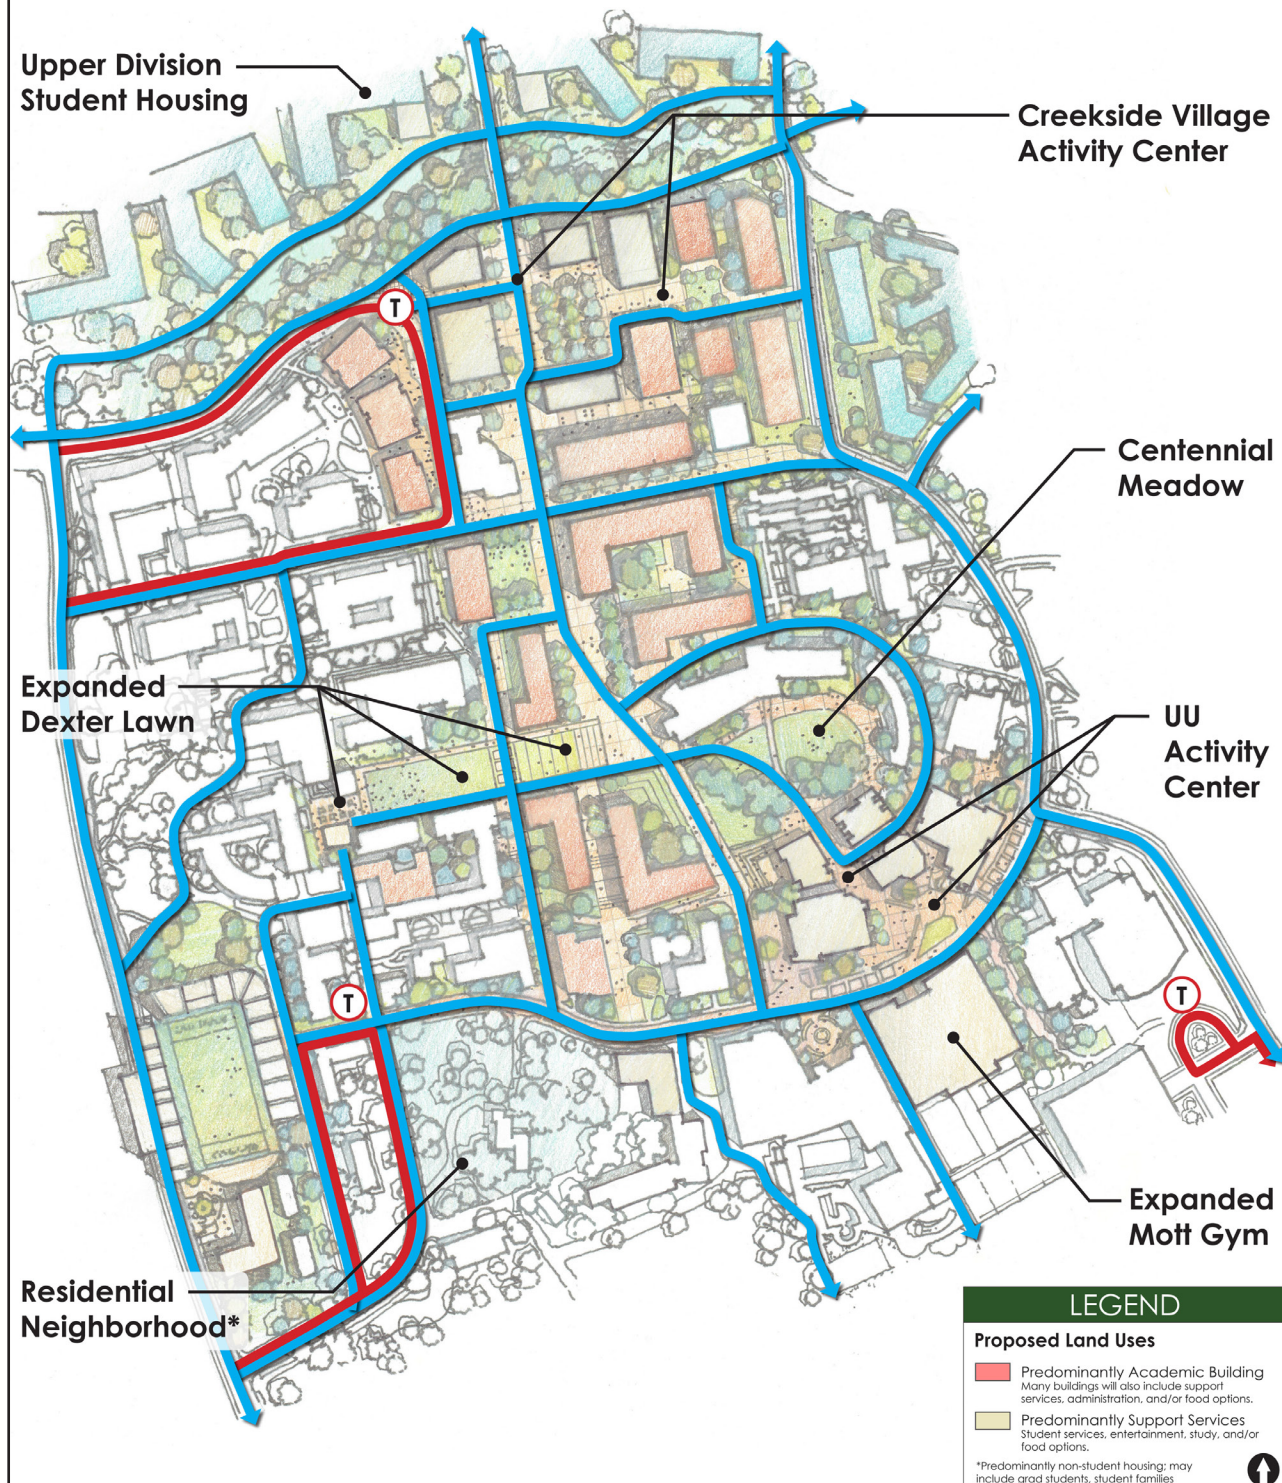 Upper Division
Student Housing
Creekside Village
Activity Center
T
Centennial
Meadow
Expanded
Dexter Lawn
UU
Activity
Center
T
T
Expanded
Mott Gym
Residential
Neighborhood*
LEGEND
Proposed Land Uses
Predominantly Academic Building
Many buildings will also include support
services, administration, and/or food options.
Predominantly Support Services
Student services, entertainment, study, and/or
food options.
*Predominantly non-student housing; may
include grad students, student families